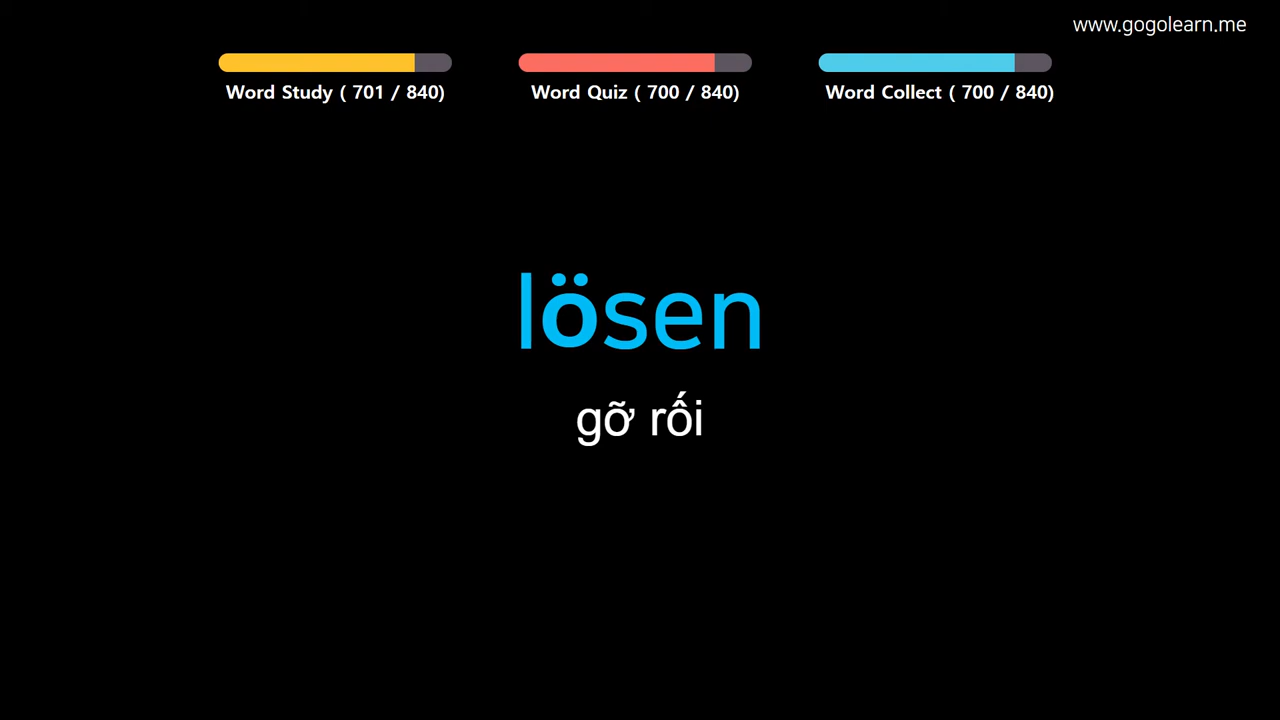 www.gogolearn.me
Word Study ( 701 / 840)
Word Quiz ( 700 / 840)
Word Collect ( 700 / 840)
lösen
gỡ rối